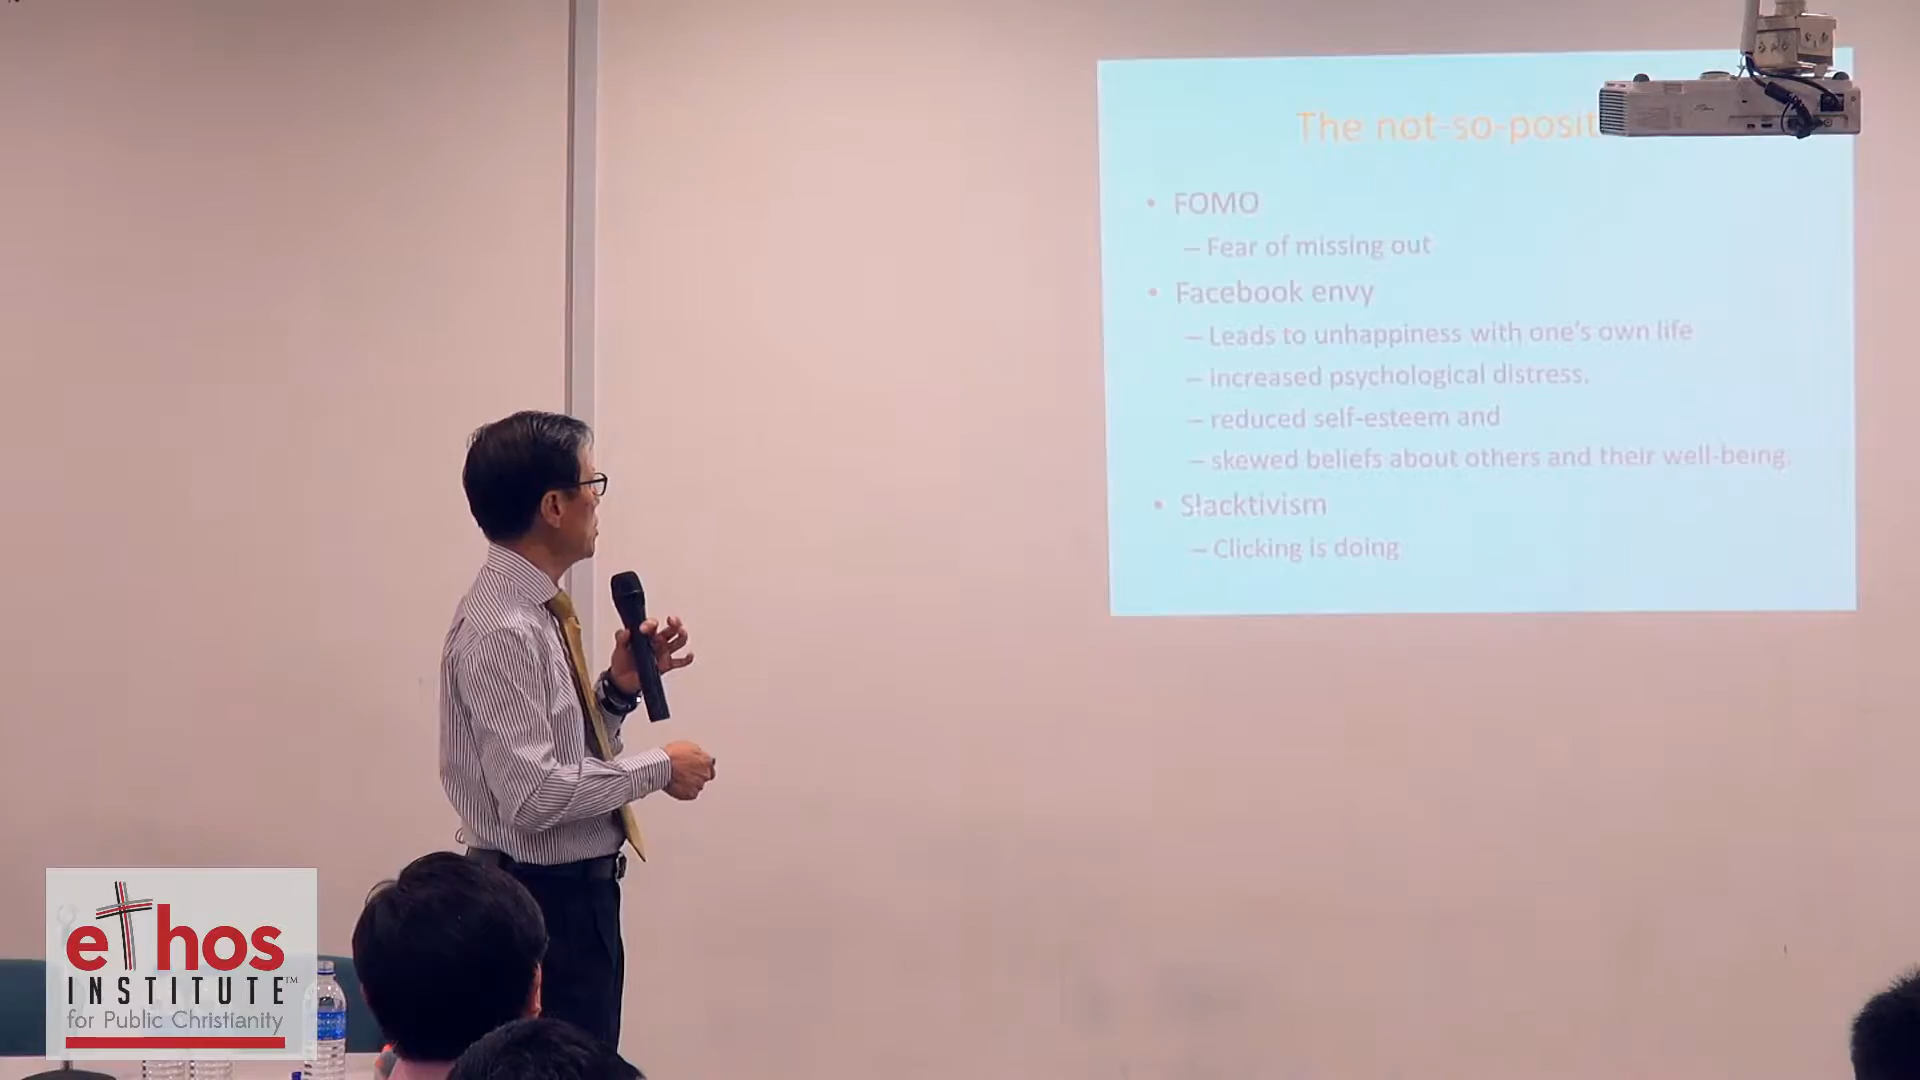 The not-so-posit
• FOMO
– Fear of missing out
• Facebook envy
– Leads to unhappiness with one's own life
– increased psychological distress,
– reduced self-esteem and
– skewed beliefs about others and their well-being.
• Slacktivism
– Clicking is doing
ethos
INSTITUTE™
for Public Christianity